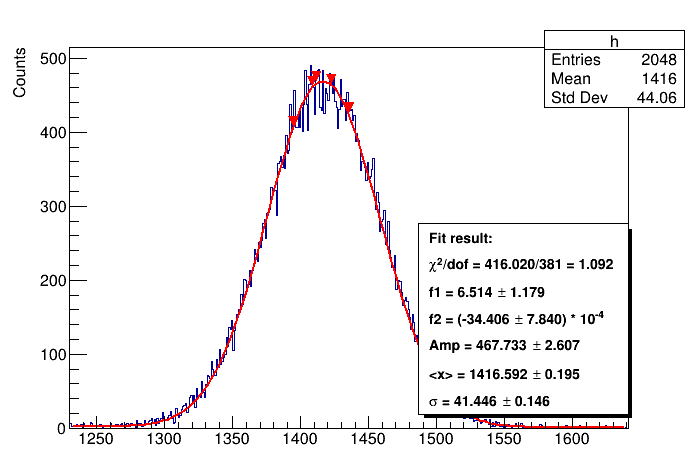 h
Entries 2048
Mean 1416
Std Dev 44.06
Counts
500
400
300
200
100
0
Fit result:
χ²/dof = 416.020/381 = 1.092
f1 = 6.514 ± 1.179
f2 = (-34.406 ± 7.840) * 10⁻⁴
Amp = 467.733 ± 2.607
<x> = 1416.592 ± 0.195
σ = 41.446 ± 0.146
1250 1300 1350 1400 1450 1500 1550 1600